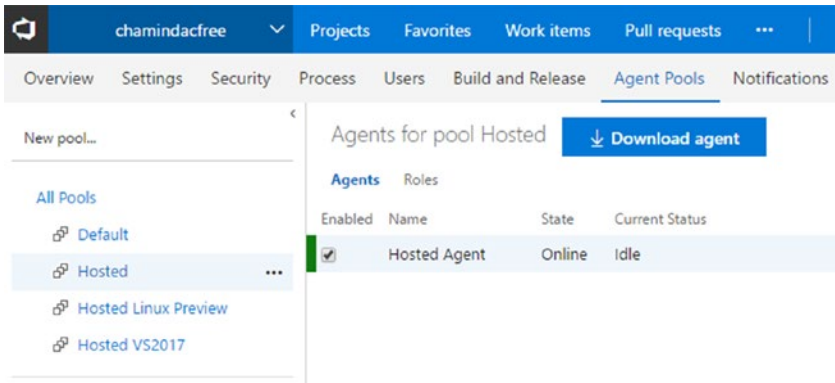 chamindacfree Projects Favorites Work items Pull requests ...
Overview Settings Security Process Users Build and Release Agent Pools Notifications
New pool...
All Pools
Default
Hosted ...
Hosted Linux Preview
Hosted VS2017
Agents for pool Hosted Download agent
Agents Roles
Enabled Name State Current Status
Hosted Agent Online Idle